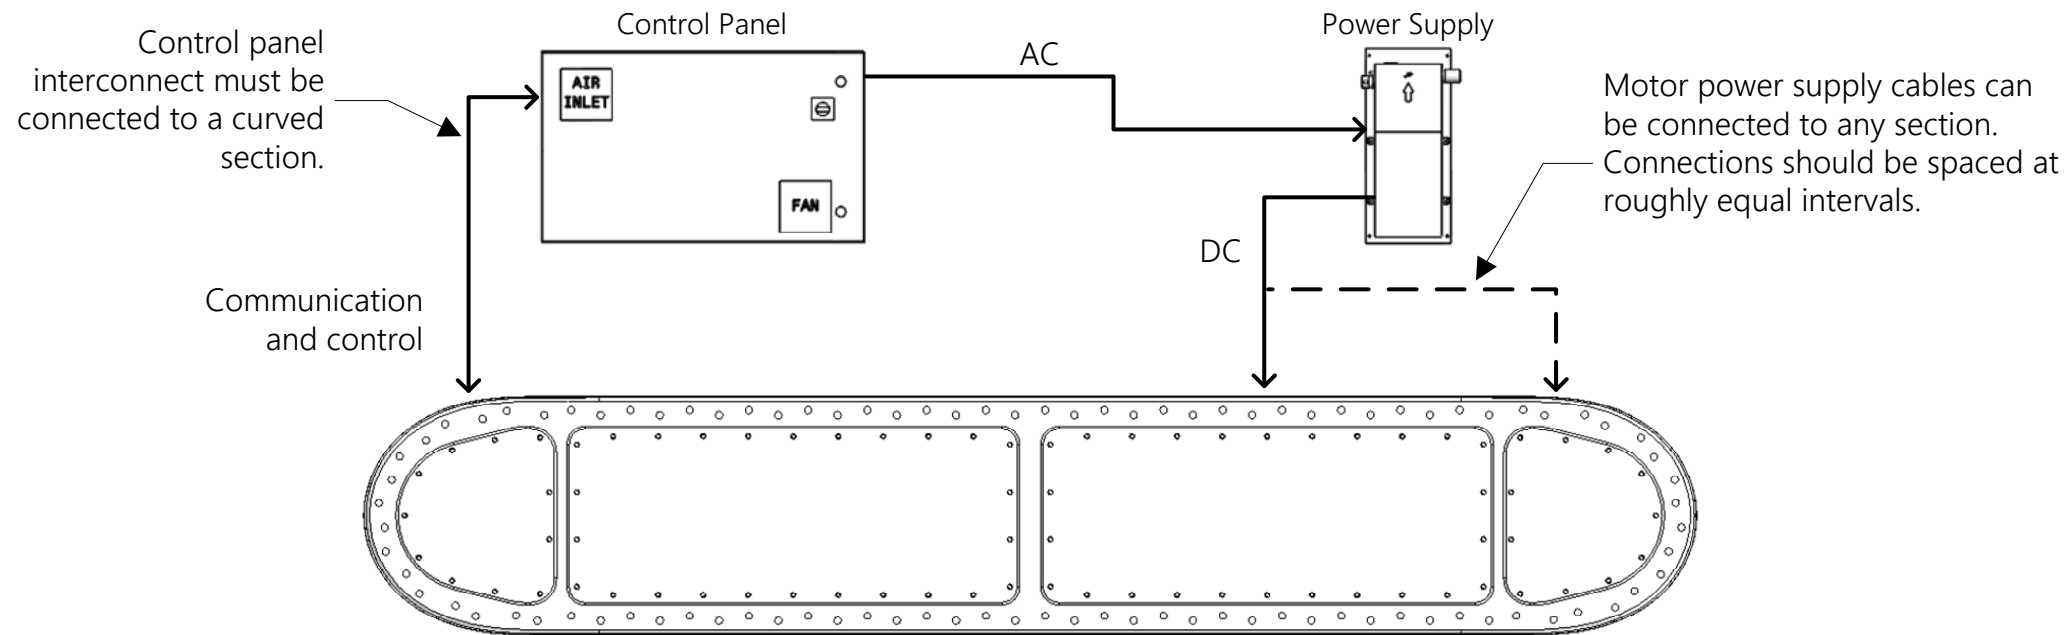 Control Panel
Power Supply
Control panel
interconnect must be
connected to a curved
section.
AIR
INLET
AC
Motor power supply cables can
be connected to any section.
Connections should be spaced at
roughly equal intervals.
FAN
DC
Communication
and control